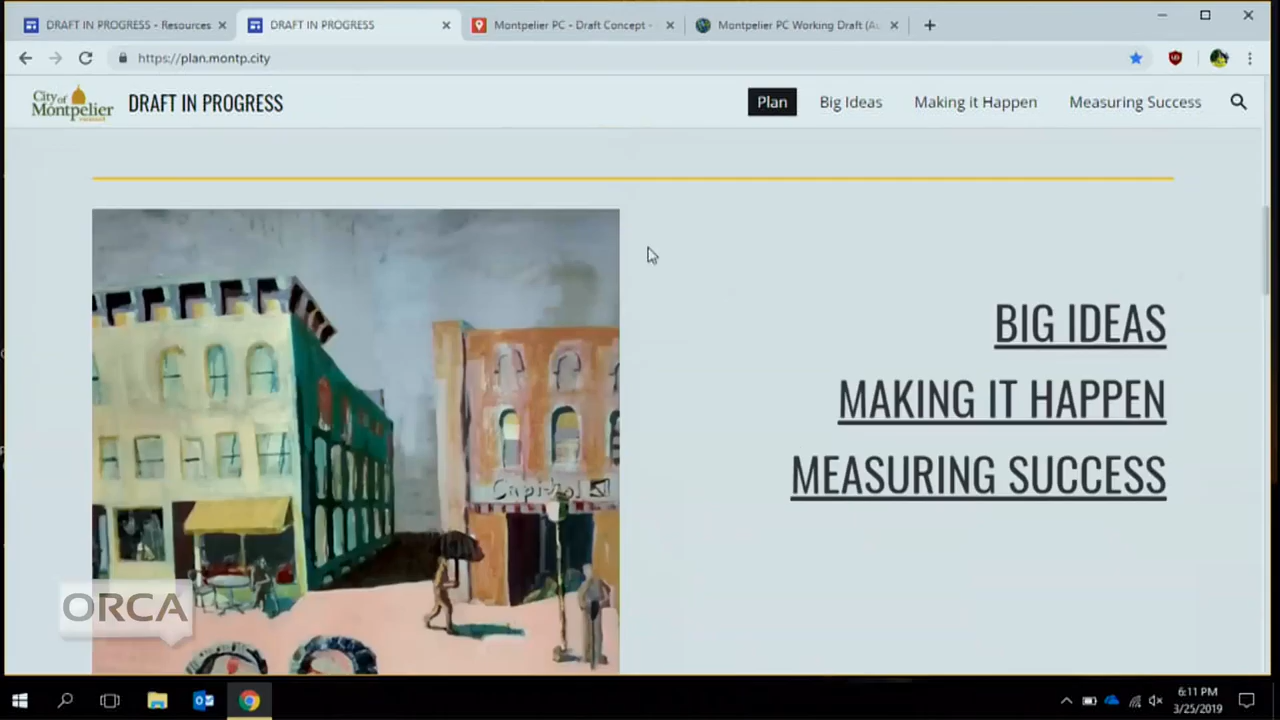 DRAFT IN PROGRESS - Resources
DRAFT IN PROGRESS
Montpelier PC - Draft Concept -
Montpelier PC Working Draft (Au
https://plan.montp.city
City of
Montpelier
DRAFT IN PROGRESS
Plan
Big Ideas
Making it Happen
Measuring Success
BIG IDEAS
MAKING IT HAPPEN
MEASURING SUCCESS
Capitol
ORCA
6:11 PM
3/25/2019